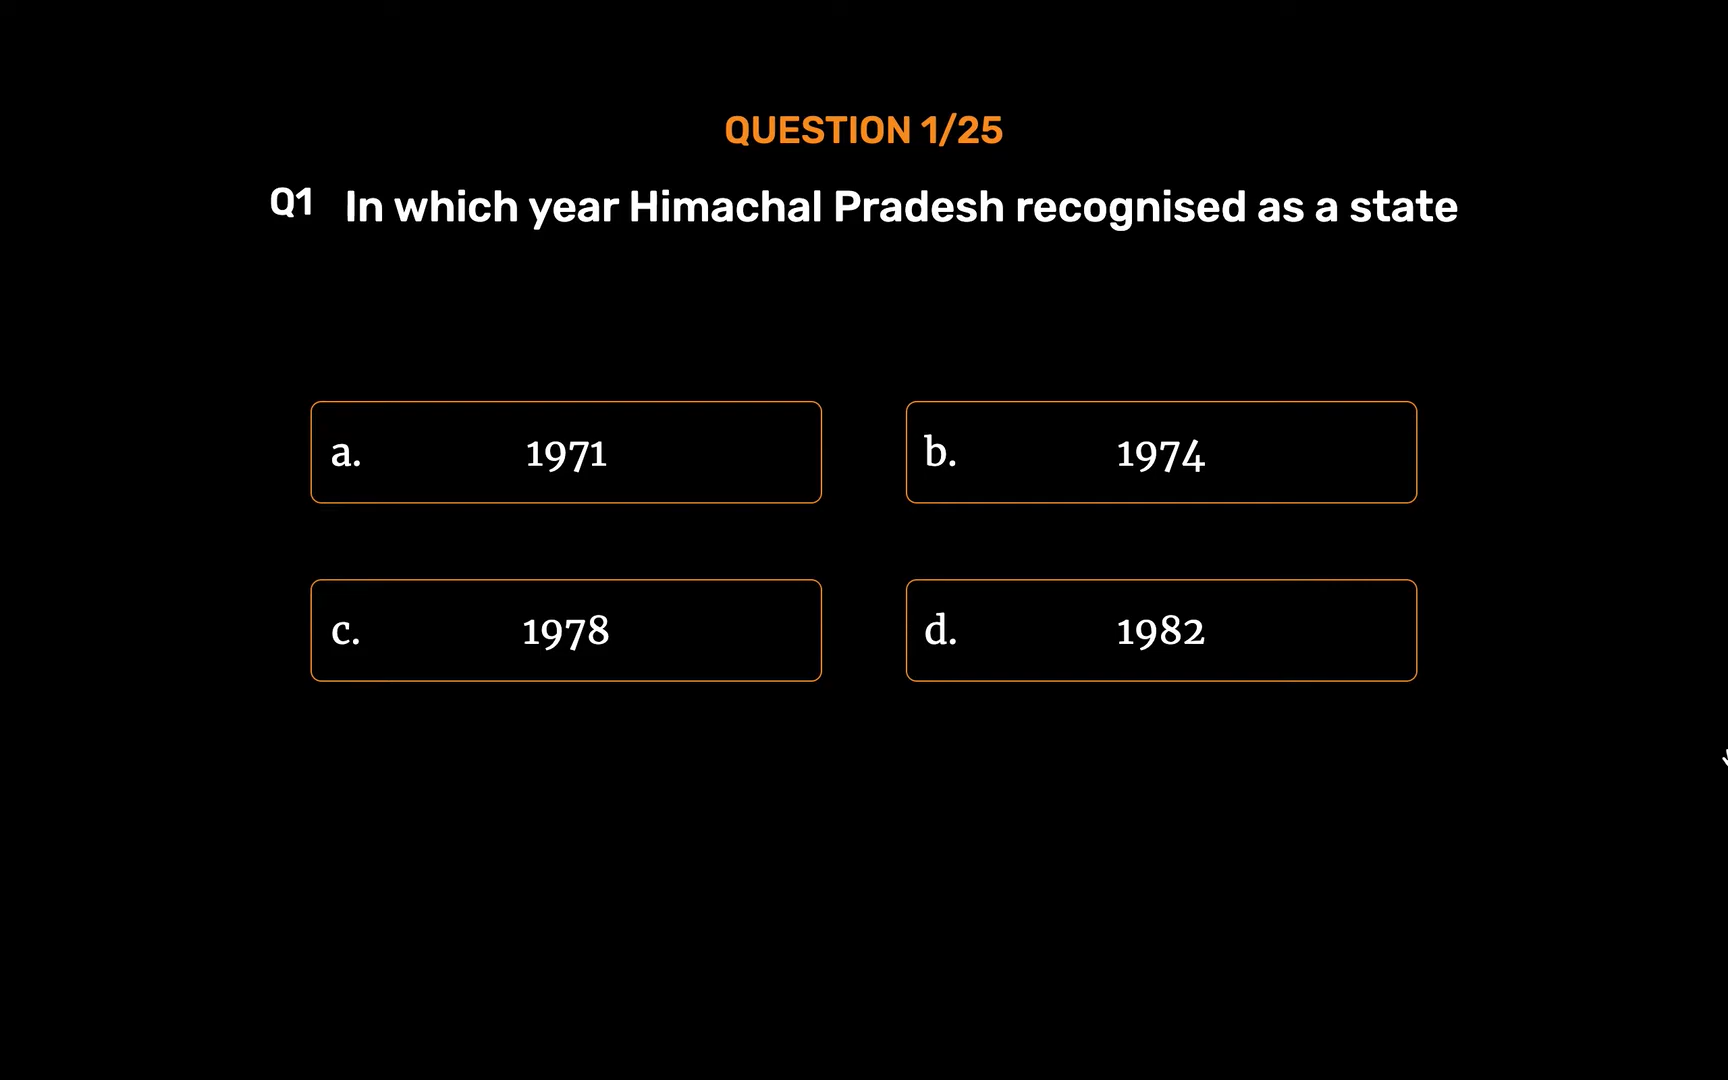 QUESTION 1/25
Q1 In which year Himachal Pradesh recognised as a state
a. 1971
b. 1974
c. 1978
d. 1982